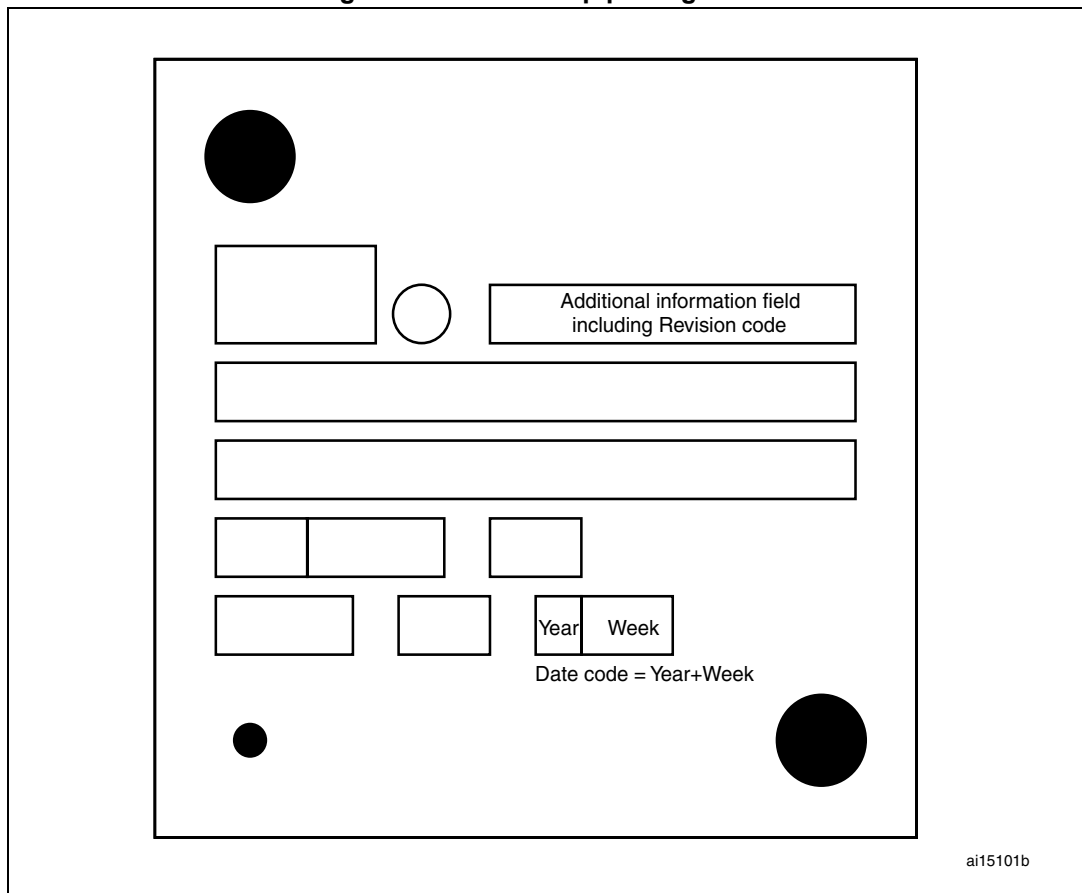 Additional information field
including Revision code
Year Week
Date code = Year+Week
ai15101b